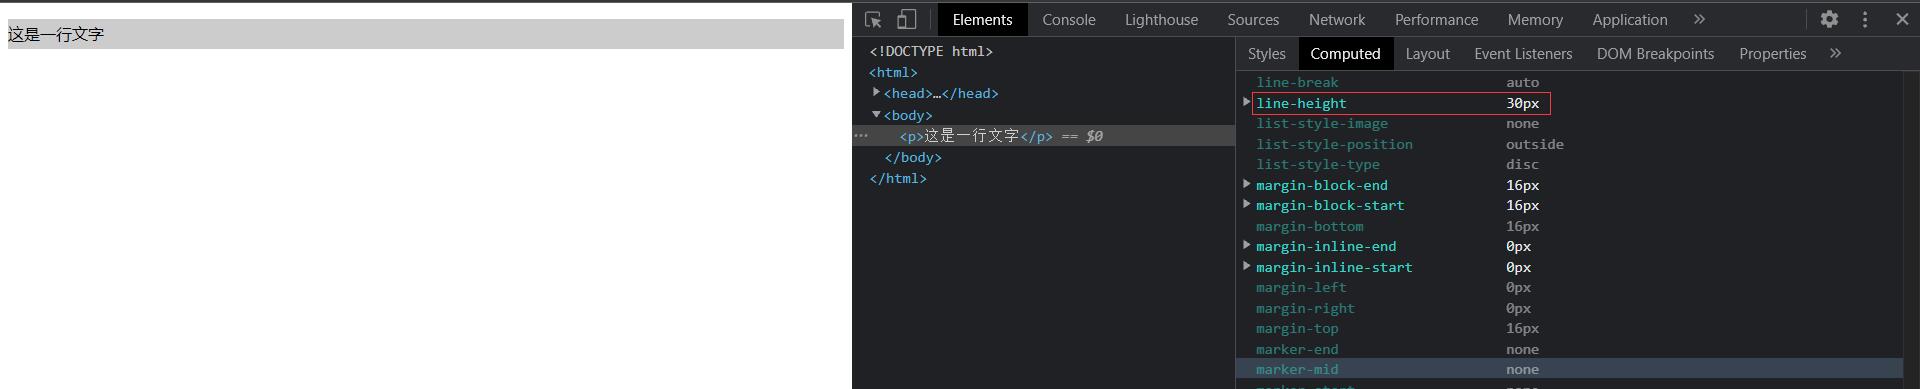 这是一行文字
Elements Console Lighthouse Sources Network Performance Memory Application »
<!DOCTYPE html>
<html>
<head>…</head>
<body>
<p>这是一行文字</p> == $0
</body>
</html>
Styles Computed Layout Event Listeners DOM Breakpoints Properties »
line-break auto
line-height 30px
list-style-image none
list-style-position outside
list-style-type disc
margin-block-end 16px
margin-block-start 16px
margin-bottom 16px
margin-inline-end 0px
margin-inline-start 0px
margin-left 0px
margin-right 0px
margin-top 16px
marker-end none
marker-mid none